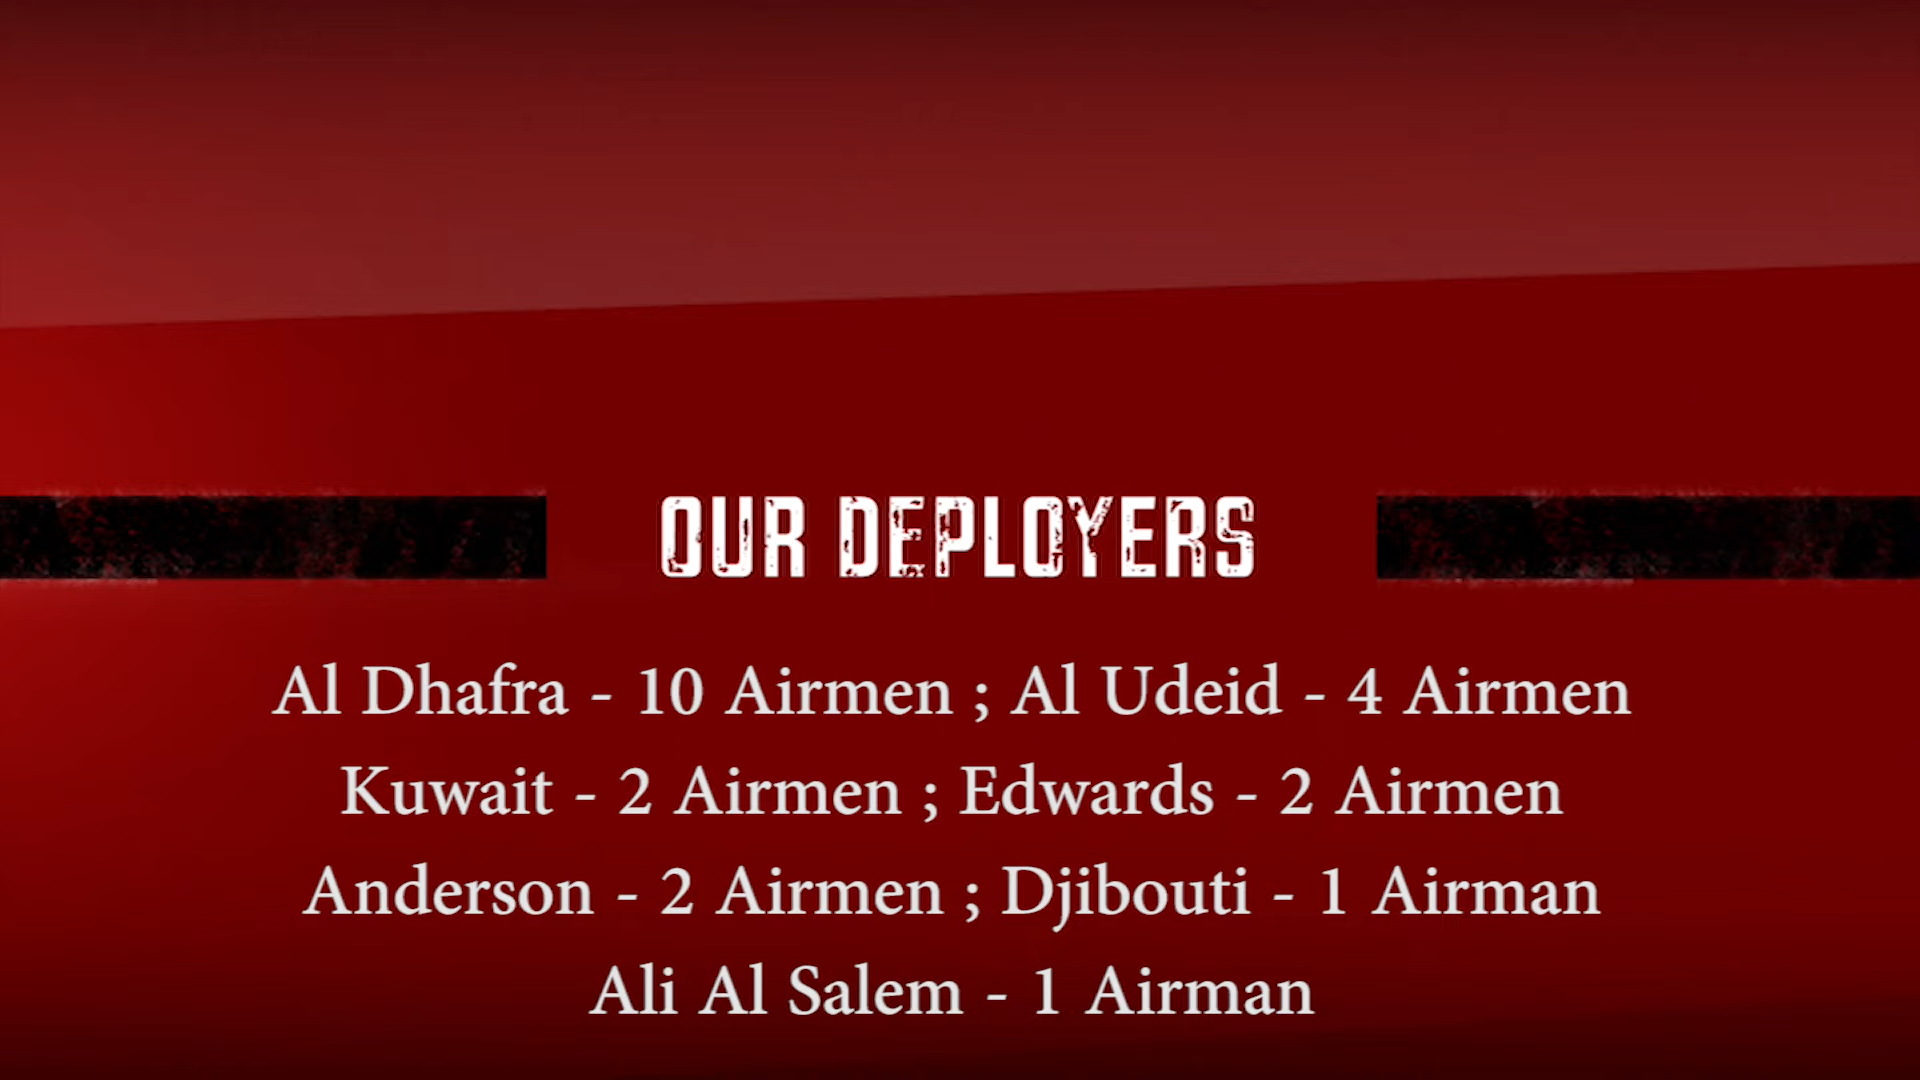 OUR DEPLOYERS
Al Dhafra - 10 Airmen ; Al Udeid - 4 Airmen
Kuwait - 2 Airmen ; Edwards - 2 Airmen
Anderson - 2 Airmen ; Djibouti - 1 Airman
Ali Al Salem - 1 Airman